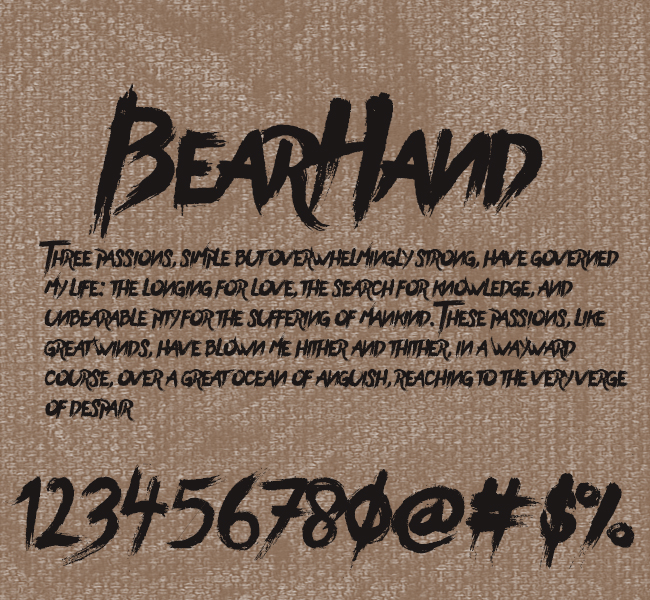 BearHand
Three passions, simple but overwhelmingly strong, have governed
my life: the longing for love, the search for knowledge, and
unbearable pity for the suffering of mankind. These passions, like
great winds, have blown me hither and thither, in a wayward
course, over a great ocean of anguish, reaching to the very verge
of despair
1234567890@#$%